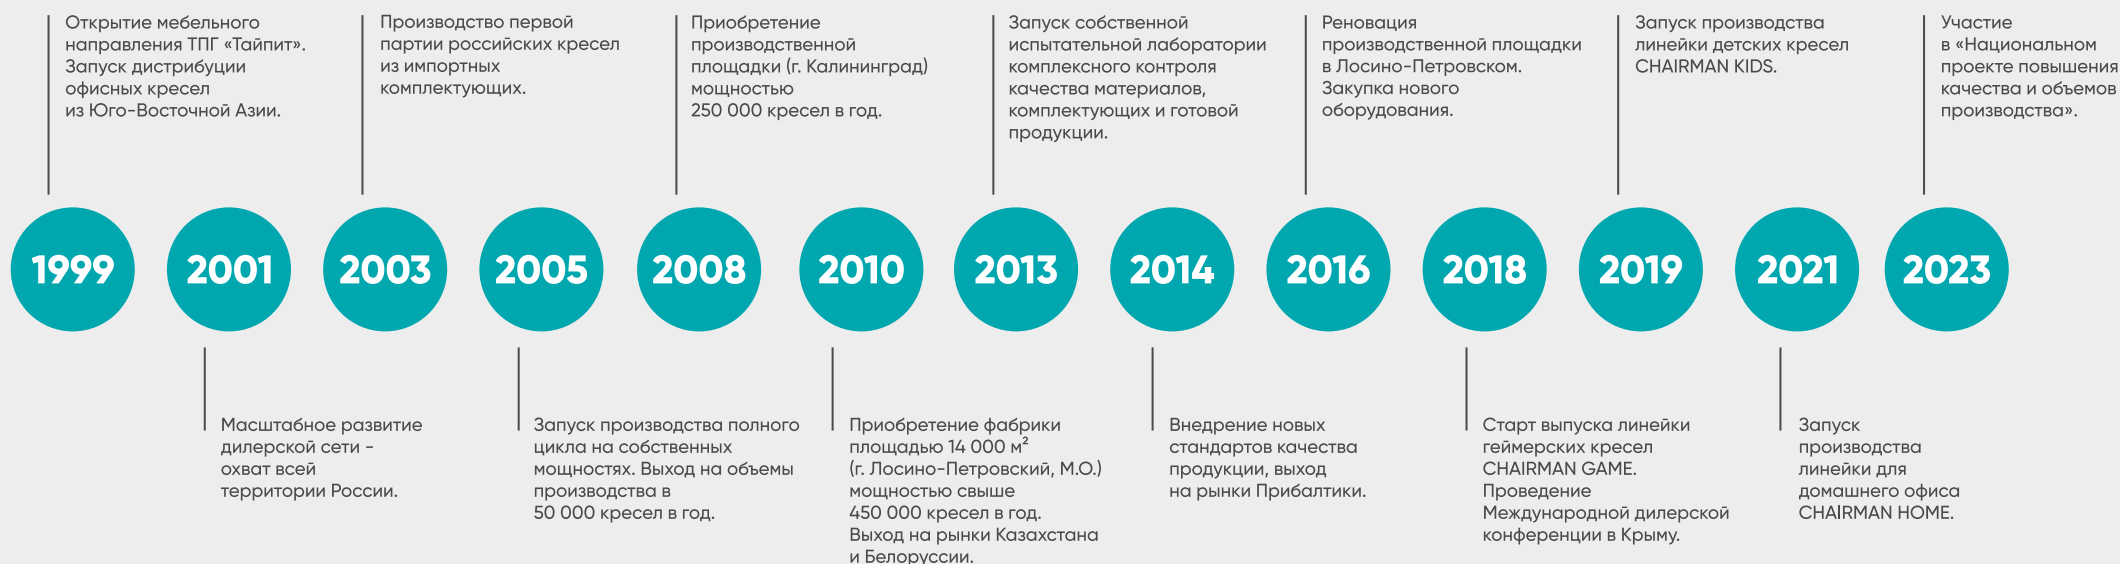 Открытие мебельного
направления ТПГ «Тайпит».
Запуск дистрибуции
офисных кресел
из Юго-Восточной Азии.
Производство первой
партии российских кресел
из импортных
комплектующих.
Приобретение
производственной
площадки (г. Калининград)
мощностью
250 000 кресел в год.
Запуск собственной
испытательной лаборатории
комплексного контроля
качества материалов,
комплектующих и готовой
продукции.
Реновация
производственной площадки
в Лосино-Петровском.
Закупка нового
оборудования.
Запуск производства
линейки детских кресел
CHAIRMAN KIDS.
Участие
в «Национальном
проекте повышения
качества и объемов
производства».
1999
2001
2003
2005
2008
2010
2013
2014
2016
2018
2019
2021
2023
Масштабное развитие
дилерской сети -
охват всей
территории России.
Запуск производства полного
цикла на собственных
мощностях. Выход на объемы
производства в
50 000 кресел в год.
Приобретение фабрики
площадью 14 000 м²
(г. Лосино-Петровский, М.О.)
мощностью свыше
450 000 кресел в год.
Выход на рынки Казахстана
и Белоруссии.
Внедрение новых
стандартов качества
продукции, выход
на рынки Прибалтики.
Старт выпуска линейки
геймерских кресел
CHAIRMAN GAME.
Проведение
Международной дилерской
конференции в Крыму.
Запуск
производства
линейки для
домашнего офиса
CHAIRMAN HOME.